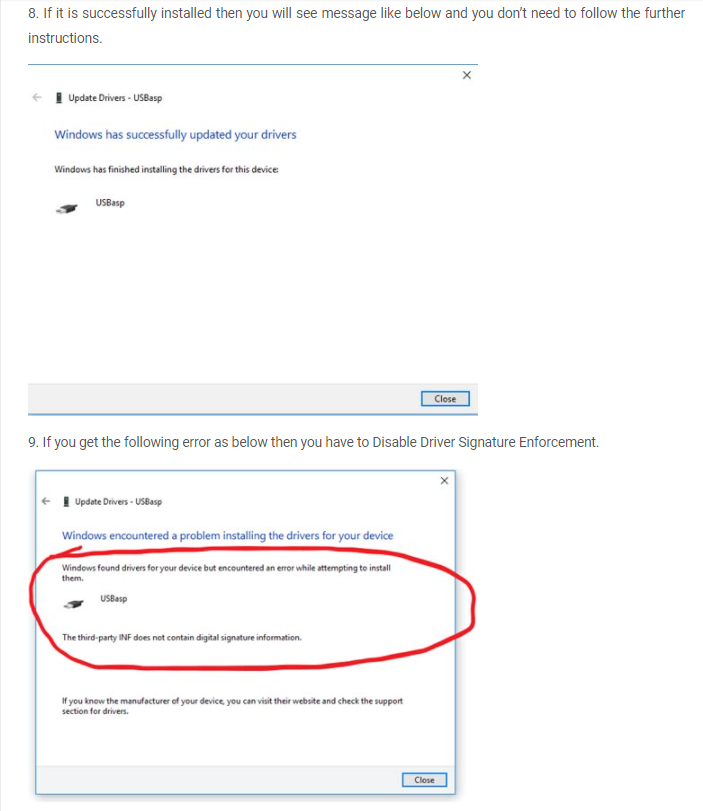 8. If it is successfully installed then you will see message like below and you don't need to follow the further
instructions.
Update Drivers - USBasp
Windows has successfully updated your drivers
Windows has finished installing the drivers for this device:
USBasp
Close
9. If you get the following error as below then you have to Disable Driver Signature Enforcement.
Update Drivers - USBasp
Windows encountered a problem installing the drivers for your device
Windows found drivers for your device but encountered an error while attempting to install
them.
USBasp
The third-party INF does not contain digital signature information.
If you know the manufacturer of your device, you can visit their website and check the support
section for drivers.
Close